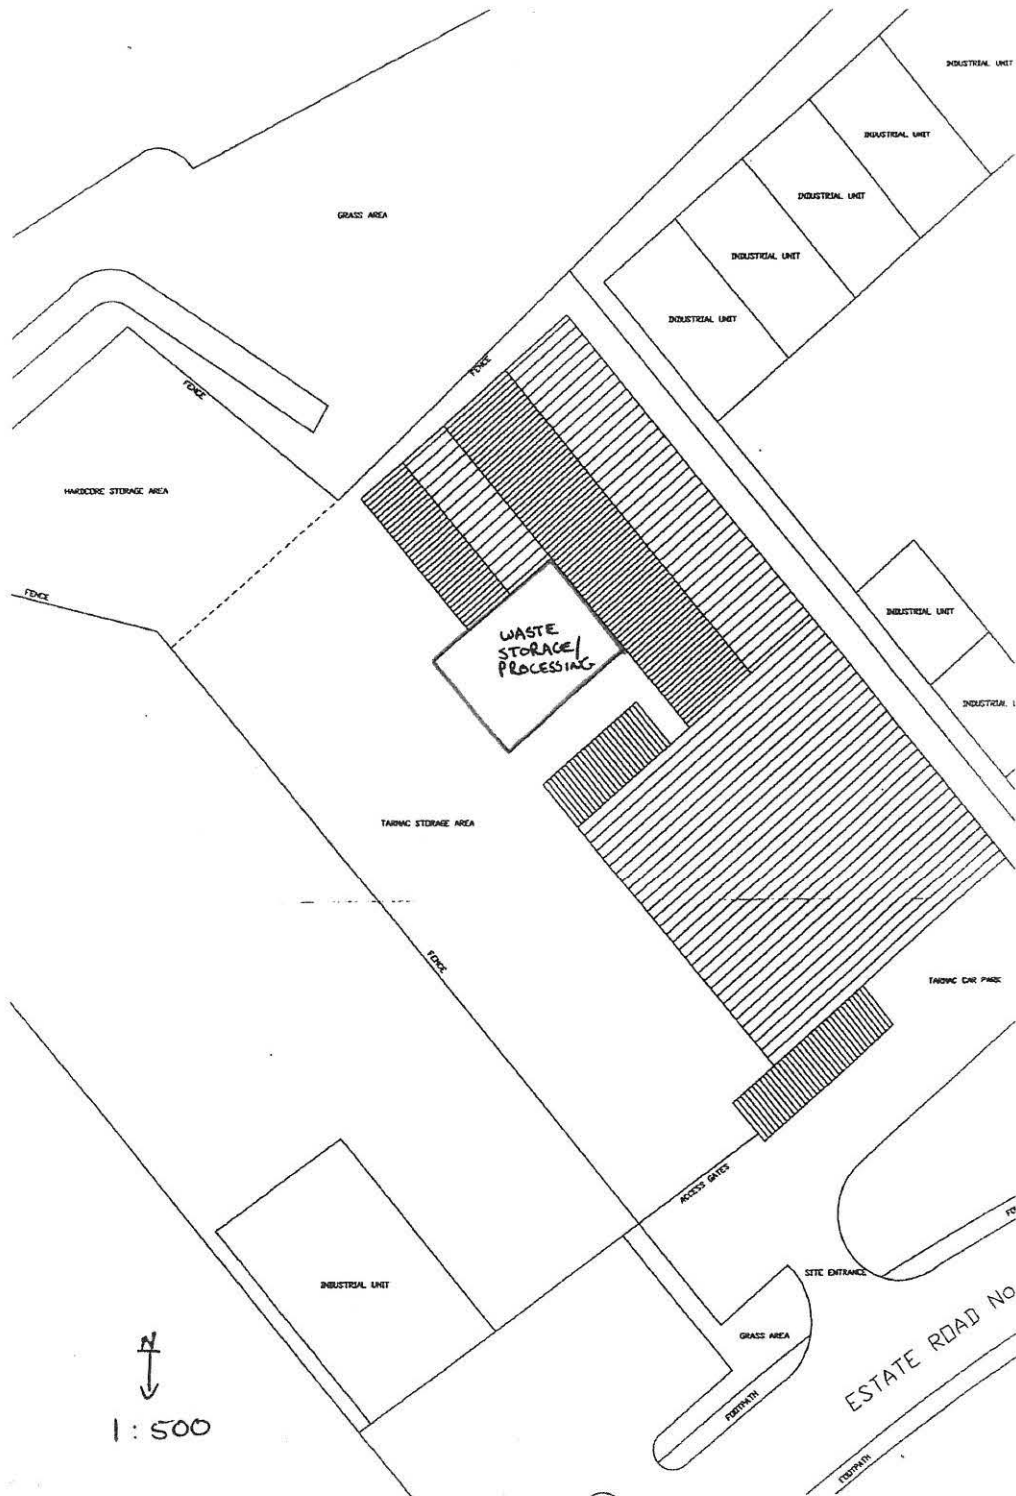 INDUSTRIAL UNIT
INDUSTRIAL UNIT
INDUSTRIAL UNIT
GRASS AREA
INDUSTRIAL UNIT
INDUSTRIAL UNIT
FENCE
FENCE
HARDCORE STORAGE AREA
FENCE
INDUSTRIAL UNIT
WASTE
STORAGE/
PROCESSING
INDUSTRIAL
TARMAC STORAGE AREA
FENCE
TARMAC CAR PARK
ACCESS GATES
SITE ENTRANCE
INDUSTRIAL UNIT
GRASS AREA
ESTATE ROAD No
FOOTPATH
FOOTPATH
N
1:500